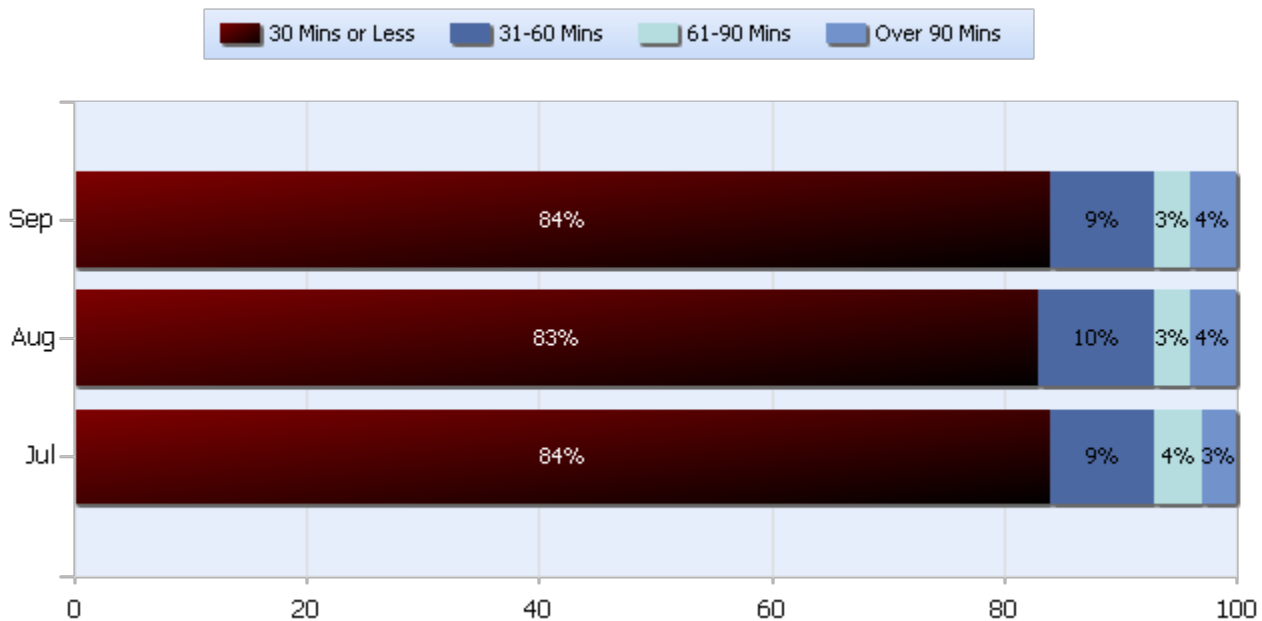 30 Mins or Less 31-60 Mins 61-90 Mins Over 90 Mins
Sep 84% 9% 3% 4%
Aug 83% 10% 3% 4%
Jul 84% 9% 4% 3%
0 20 40 60 80 100